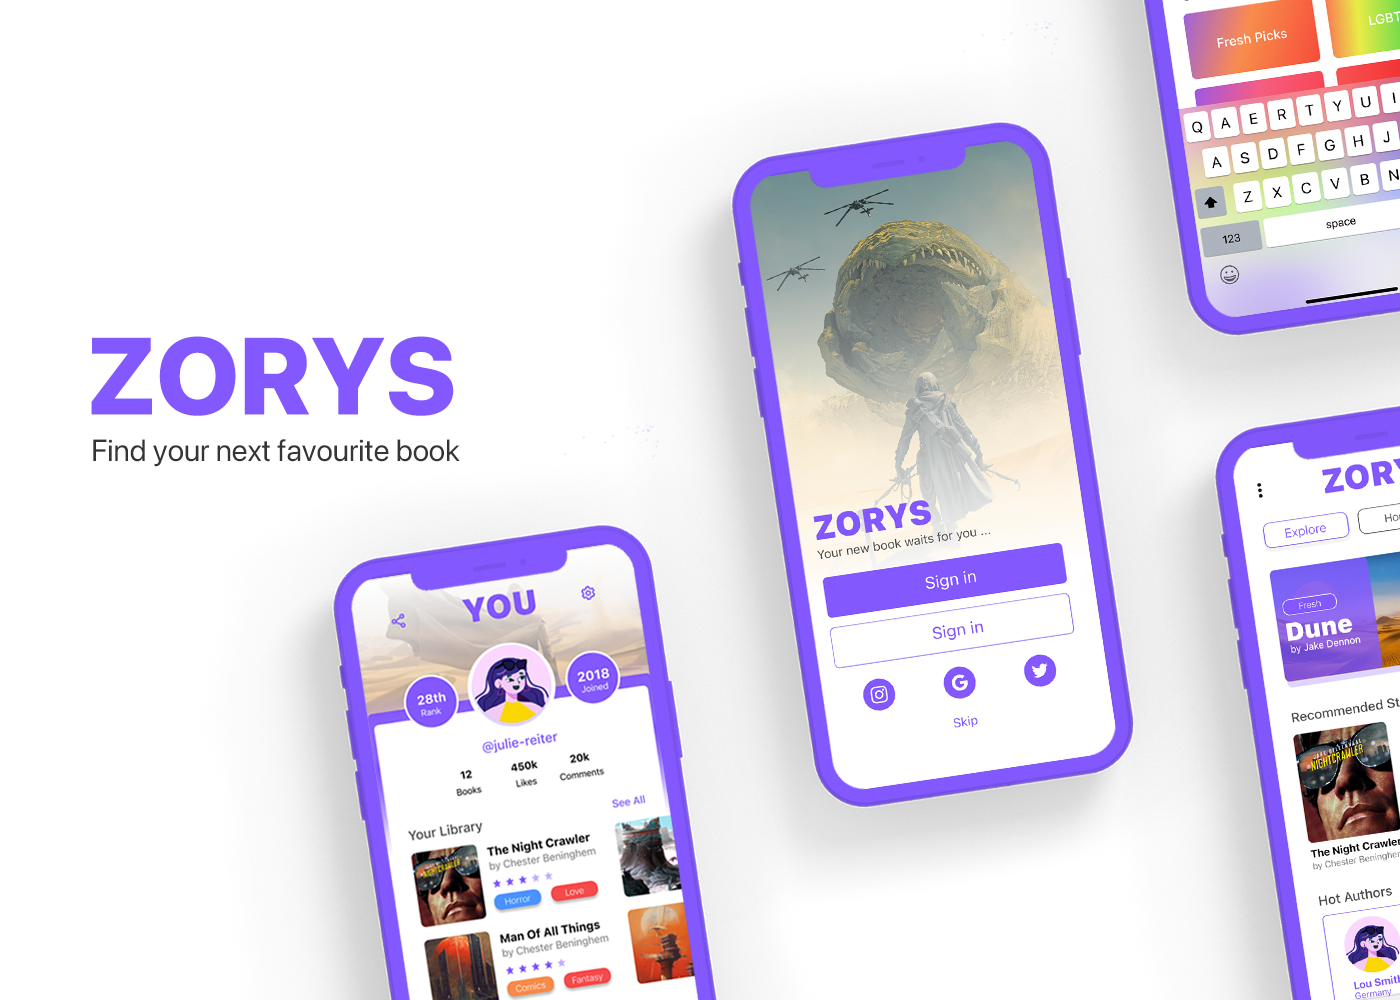 ZORYS
Find your next favourite book
YOU
28th
Rank
2018
Joined
@julie-reiter
12
Books
450k
Likes
20k
Comments
See All
Your Library
NIGHTCRAWLER
The Night Crawler
by Chester Beninghem
Horror
Love
Man Of All Things
by Chester Beninghem
Comics
Fantasy
ZORYS
Your new book waits for you ...
Sign in
Sign in
G
Skip
Fresh Picks
LGBT
Q A E R T Y U I
A S D F G H J
Z X C V B N
123
space
ZORY
Explore
Ho
Fresh
Dune
by Jake Dennon
Recommended St
JAKE GYLLENHAAL
NIGHTCRAWLER
The Night Crawler
by Chester Beninghem
Hot Authors
Lou Smith
Germany